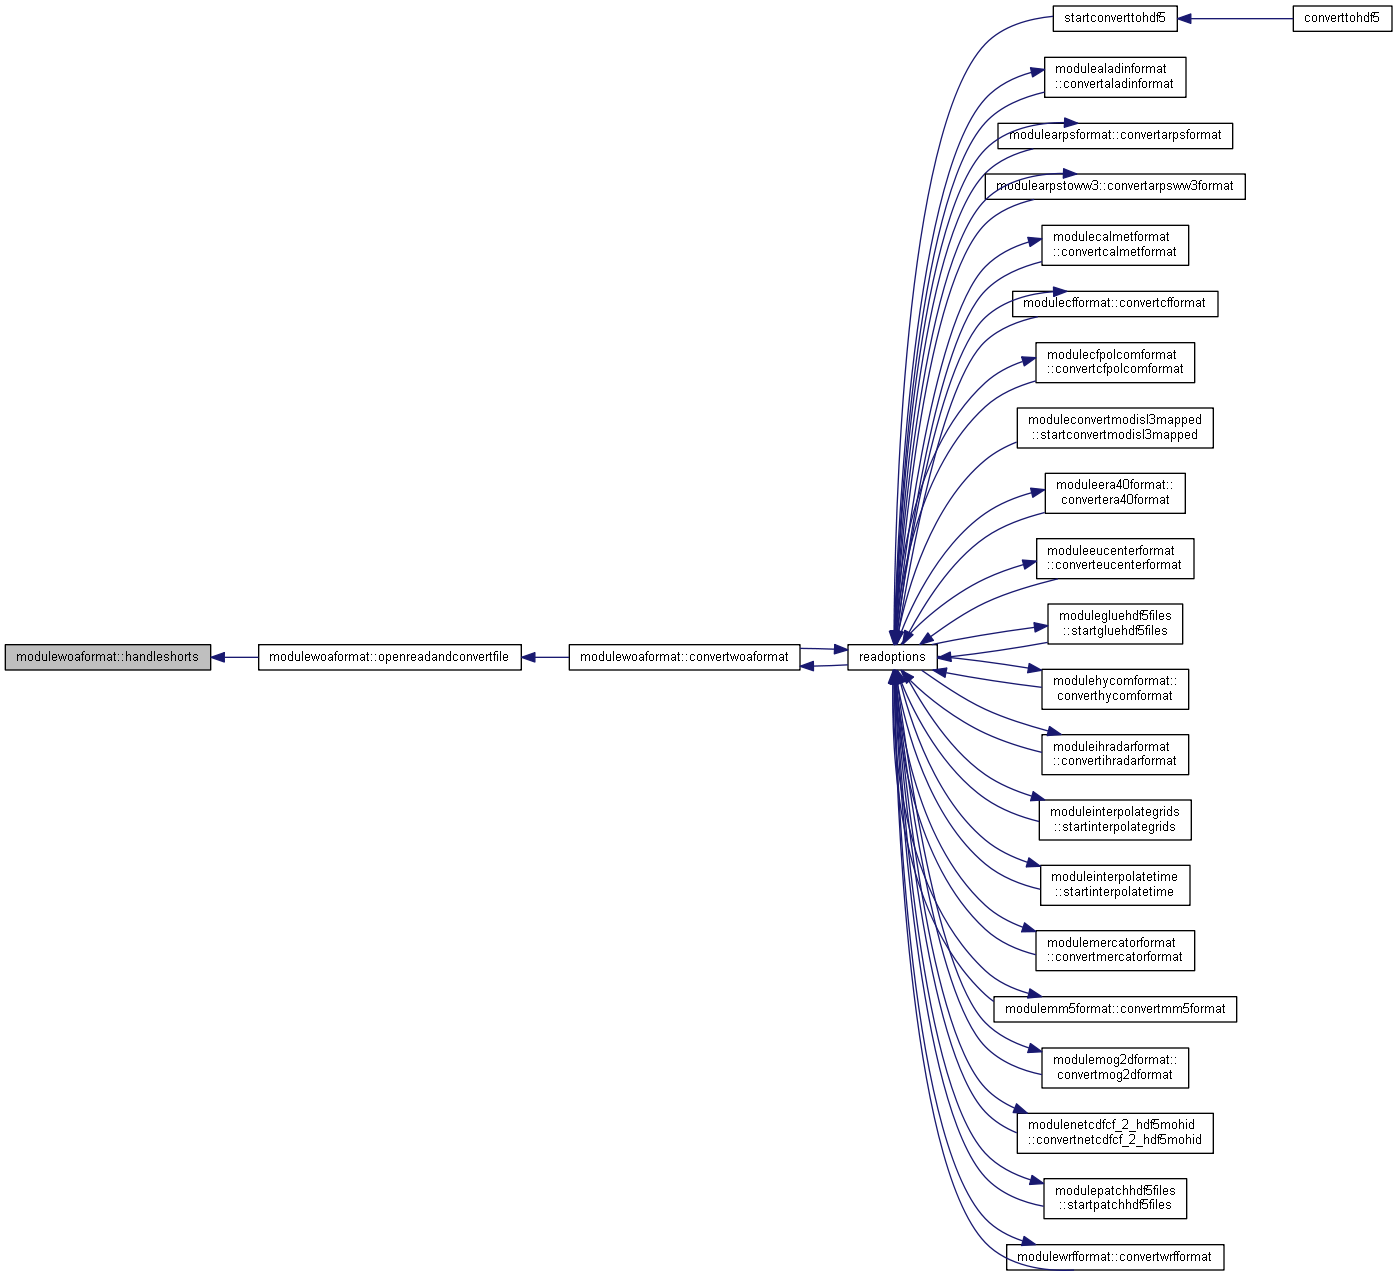 startconverttohdf5
converttohdf5
modulealadinformat
::convertaladinformat
modulearpsformat::convertarpsformat
modulearpstoww3::convertarpsww3format
modulecalmetformat
::convertcalmetformat
modulecfformat::convertcfformat
modulecfpolcomformat
::convertcfpolcomformat
moduleconvertmodisl3mapped
::startconvertmodisl3mapped
moduleera40format::
convertera40format
moduleeucenterformat
::converteucenterformat
modulegluehdf5files
::startgluehdf5files
modulewoaformat::handleshorts
modulewoaformat::openreadandconvertfile
modulewoaformat::convertwoaformat
readoptions
modulehycomformat::
converthycomformat
moduleihradarformat
::convertihradarformat
moduleinterpolategrids
::startinterpolategrids
moduleinterpolatetime
::startinterpolatetime
modulemercatorformat
::convertmercatorformat
modulemm5format::convertmm5format
modulemog2dformat::
convertmog2dformat
modulenetcdfcf_2_hdf5mohid
::convertnetcdfcf_2_hdf5mohid
modulepatchhdf5files
::startpatchhdf5files
modulewrfformat::convertwrfformat